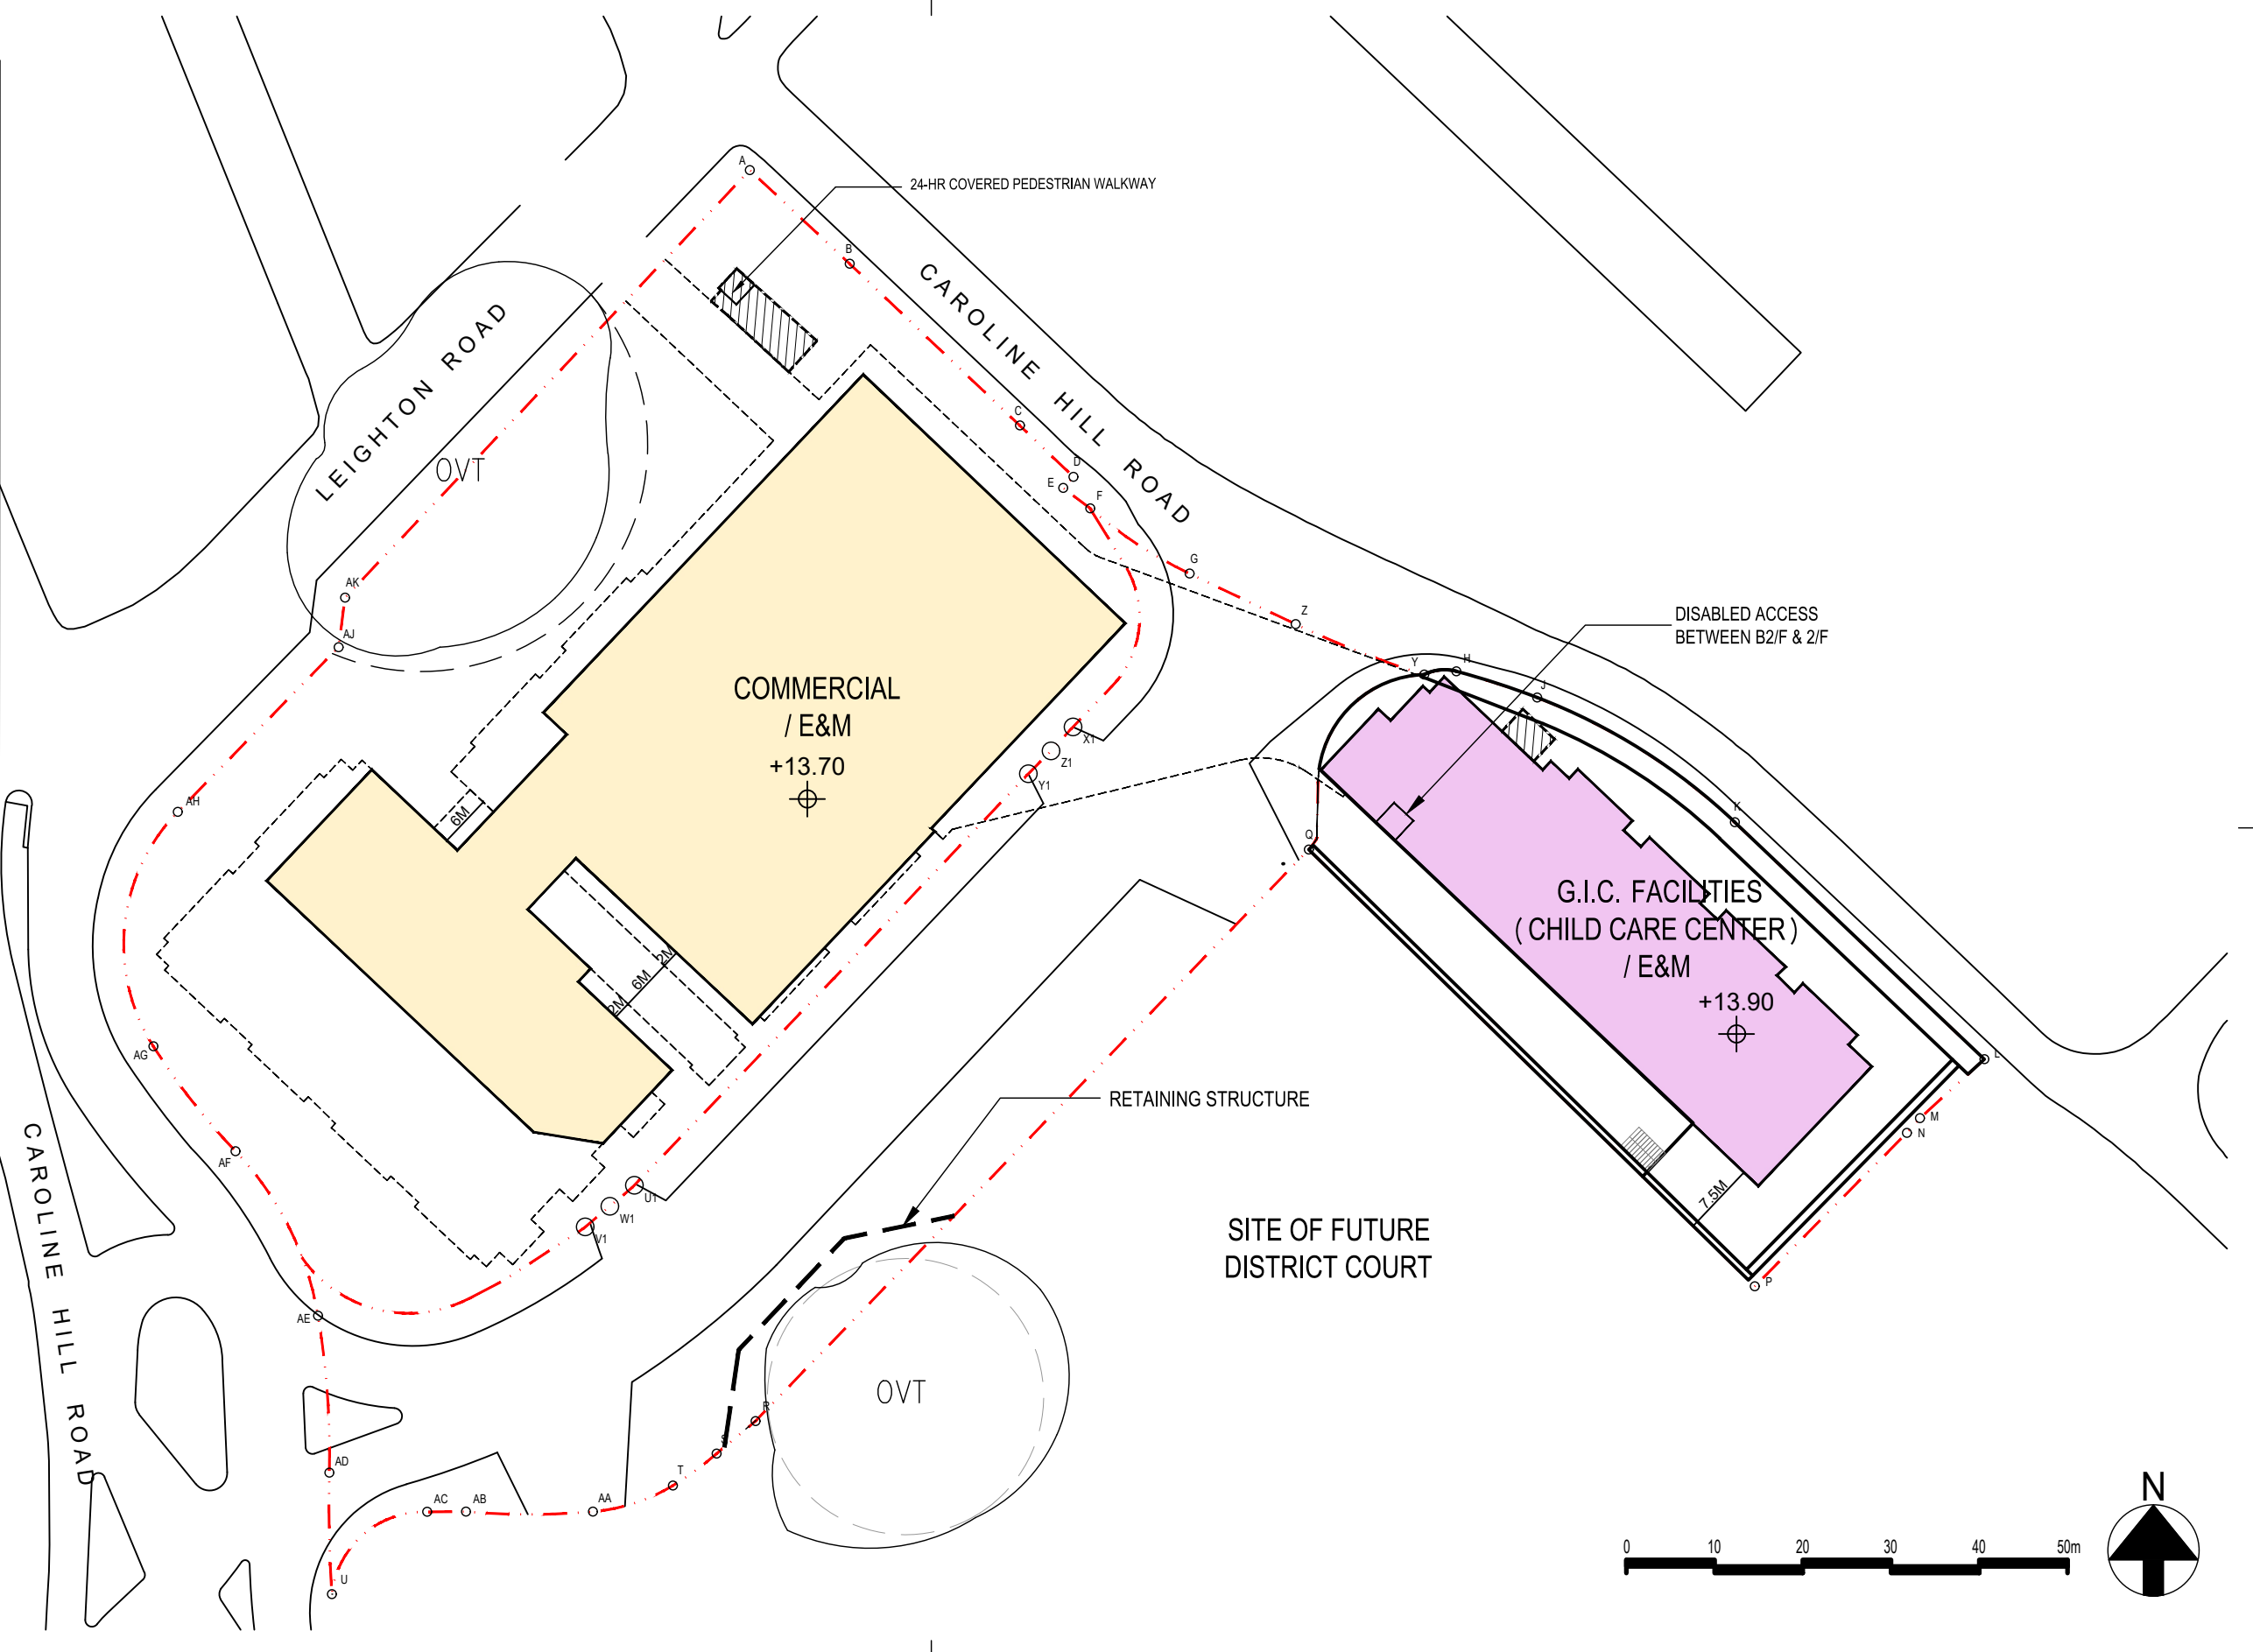 A
24-HR COVERED PEDESTRIAN WALKWAY
B
CAROLINE HILL ROAD
LEIGHTON ROAD
OVT
C
D
E
F
G
Z
AK
AJ
DISABLED ACCESS
BETWEEN B2/F & 2/F
Y
H
J
COMMERCIAL
/ E&M
+13.70
X1
Z1
Y1
AH
6M
K
Q
G.I.C. FACILITIES
( CHILD CARE CENTER )
/ E&M
+13.90
2M
6M
2M
AG
L
M
N
RETAINING STRUCTURE
AF
CAROLINE HILL ROAD
U1
W1
V1
7.5M
SITE OF FUTURE
DISTRICT COURT
P
AE
OVT
R
S
T
AD
AC
AB
AA
U
N
0 10 20 30 40 50m